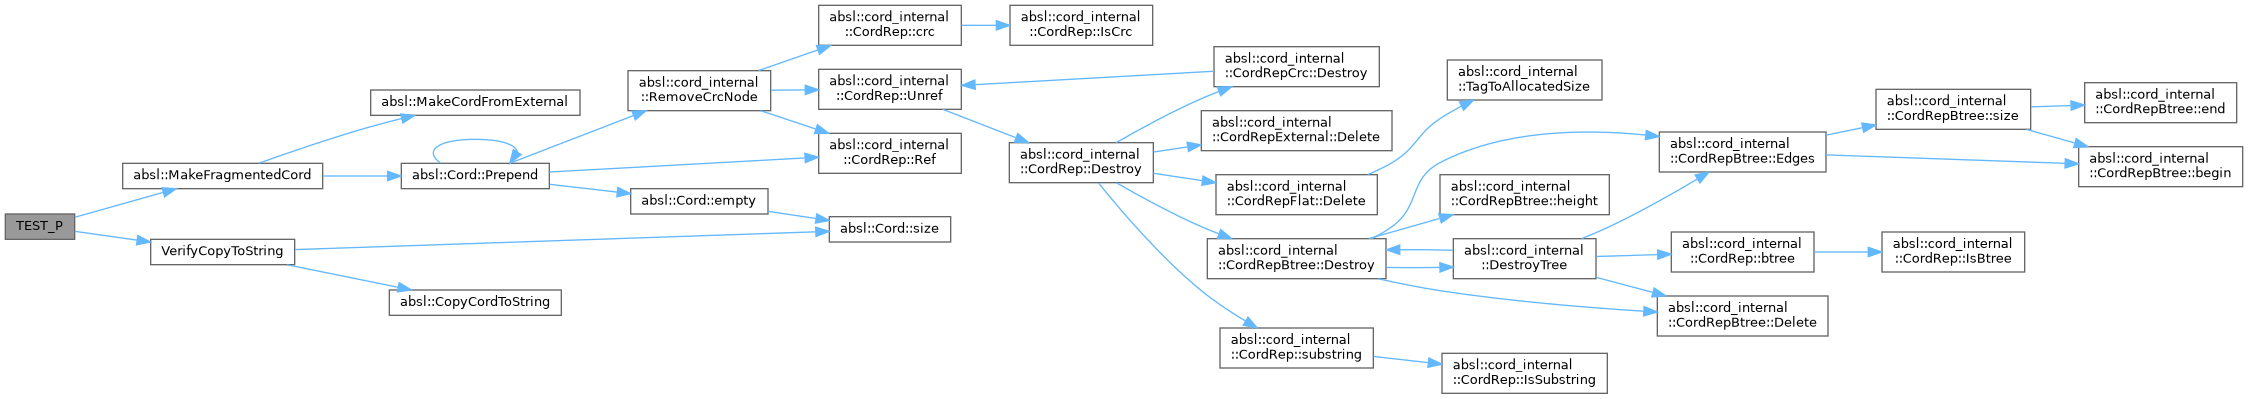 TEST_P
absl::MakeFragmentedCord
VerifyCopyToString
absl::MakeCordFromExternal
absl::Cord::Prepend
absl::CopyCordToString
absl::cord_internal
::RemoveCrcNode
absl::Cord::empty
absl::cord_internal
::CordRep::crc
absl::cord_internal
::CordRep::Unref
absl::cord_internal
::CordRep::Ref
absl::Cord::size
absl::cord_internal
::CordRep::IsCrc
absl::cord_internal
::CordRep::Destroy
absl::cord_internal
::CordRepCrc::Destroy
absl::cord_internal
::CordRepExternal::Delete
absl::cord_internal
::CordRepFlat::Delete
absl::cord_internal
::CordRepBtree::Destroy
absl::cord_internal
::CordRep::substring
absl::cord_internal
::TagToAllocatedSize
absl::cord_internal
::CordRepBtree::height
absl::cord_internal
::DestroyTree
absl::cord_internal
::CordRep::IsSubstring
absl::cord_internal
::CordRepBtree::Edges
absl::cord_internal
::CordRep::btree
absl::cord_internal
::CordRepBtree::Delete
absl::cord_internal
::CordRepBtree::size
absl::cord_internal
::CordRep::IsBtree
absl::cord_internal
::CordRepBtree::end
absl::cord_internal
::CordRepBtree::begin